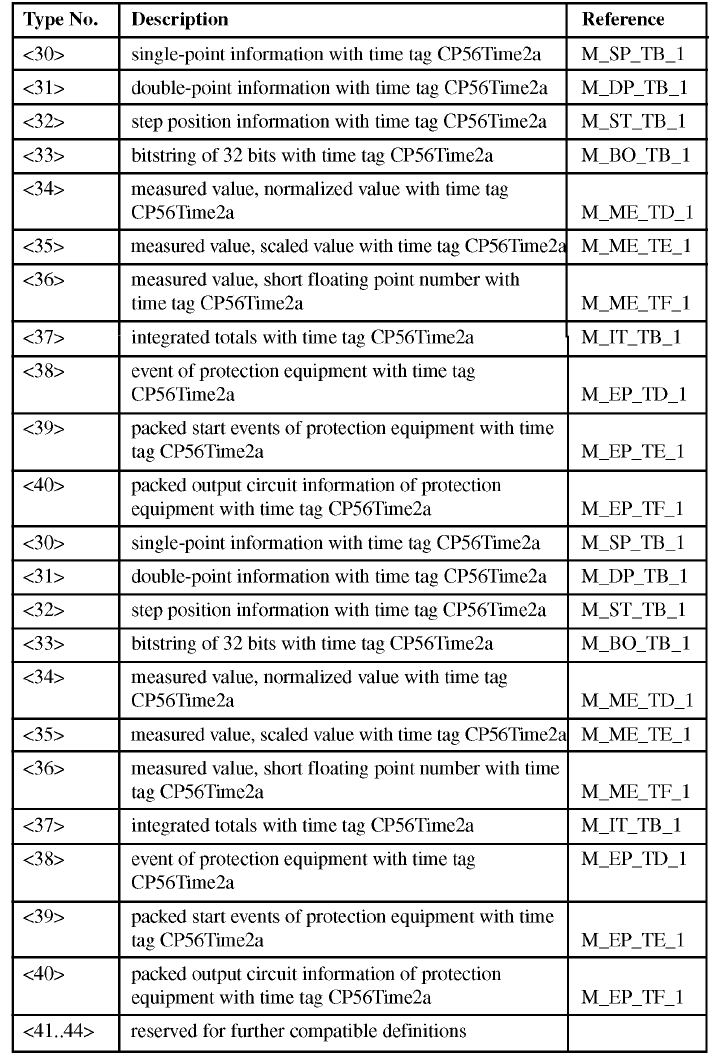 Type No. Description Reference
<30> single-point information with time tag CP56Time2a M_SP_TB_1
<31> double-point information with time tag CP56Time2a M_DP_TB_1
<32> step position information with time tag CP56Time2a M_ST_TB_1
<33> bitstring of 32 bits with time tag CP56Time2a M_BO_TB_1
<34> measured value, normalized value with time tag
CP56Time2a M_ME_TD_1
<35> measured value, scaled value with time tag CP56Time2a M_ME_TE_1
<36> measured value, short floating point number with
time tag CP56Time2a M_ME_TF_1
<37> integrated totals with time tag CP56Time2a M_IT_TB_1
<38> event of protection equipment with time tag
CP56Time2a M_EP_TD_1
<39> packed start events of protection equipment with time
tag CP56Time2a M_EP_TE_1
<40> packed output circuit information of protection
equipment with time tag CP56Time2a M_EP_TF_1
<30> single-point information with time tag CP56Time2a M_SP_TB_1
<31> double-point information with time tag CP56Time2a M_DP_TB_1
<32> step position information with time tag CP56Time2a M_ST_TB_1
<33> bitstring of 32 bits with time tag CP56Time2a M_BO_TB_1
<34> measured value, normalized value with time tag
CP56Time2a M_ME_TD_1
<35> measured value, scaled value with time tag CP56Time2a M_ME_TE_1
<36> measured value, short floating point number with time
tag CP56Time2a M_ME_TF_1
<37> integrated totals with time tag CP56Time2a M_IT_TB_1
<38> event of protection equipment with time tag M_EP_TD_1
CP56Time2a
<39> packed start events of protection equipment with time
tag CP56Time2a M_EP_TE_1
<40> packed output circuit information of protection
equipment with time tag CP56Time2a M_EP_TF_1
<41..44> reserved for further compatible definitions